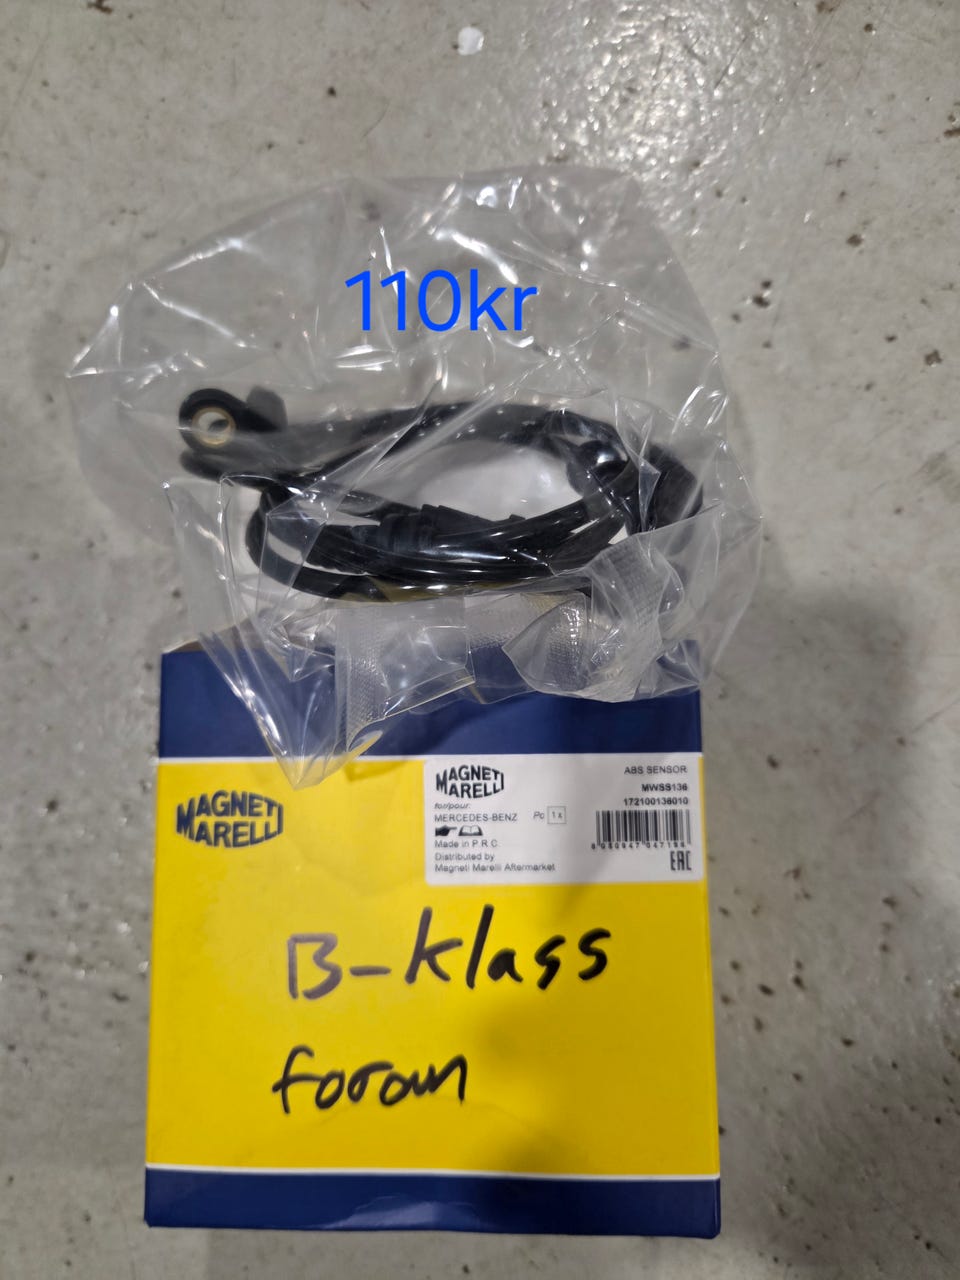 110kr
MAGNETI
MARELLI
MAGNETI
MARELLI
for/pour:
MERCEDES-BENZ
Pc 1x
Made in P.R.C.
Distributed by
Magneti Marelli Aftermarket
ABS SENSOR
MWSS136
172100136010
EAC
B-klass
foroun